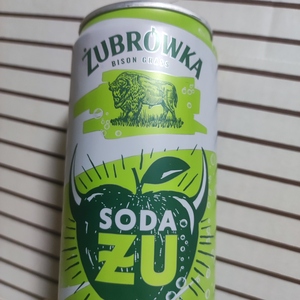 ŻUBRÓWKA
BISON GRASS
SODA
ZU